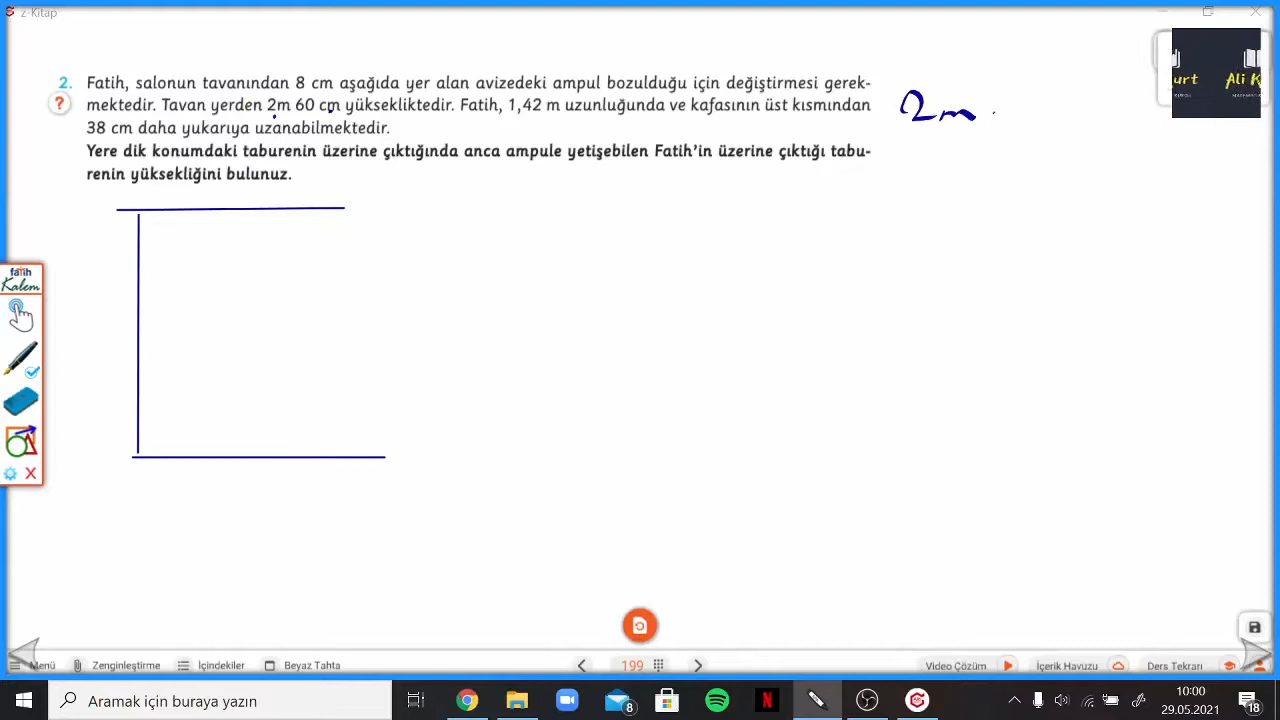 z-Kitap
2. Fatih, salonun tavanından 8 cm aşağıda yer alan avizedeki ampul bozulduğu için değiştirmesi gerek-
? mektedir. Tavan yerden 2m 60 cm yüksekliktedir. Fatih, 1,42 m uzunluğunda ve kafasının üst kısmından
38 cm daha yukarıya uzanabilmektedir.
Yere dik konumdaki taburenin üzerine çıktığında anca ampule yetişebilen Fatih'in üzerine çıktığı tabu-
renin yüksekliğini bulunuz.
2m
urt Ali K
fatih
Kalem
Menü Zenginleştirme İçindekiler Beyaz Tahta 199 Video Çözüm İçerik Havuzu Ders Tekrarı
Aramak için buraya yazın 8 N 10:00
29.05.2021 18